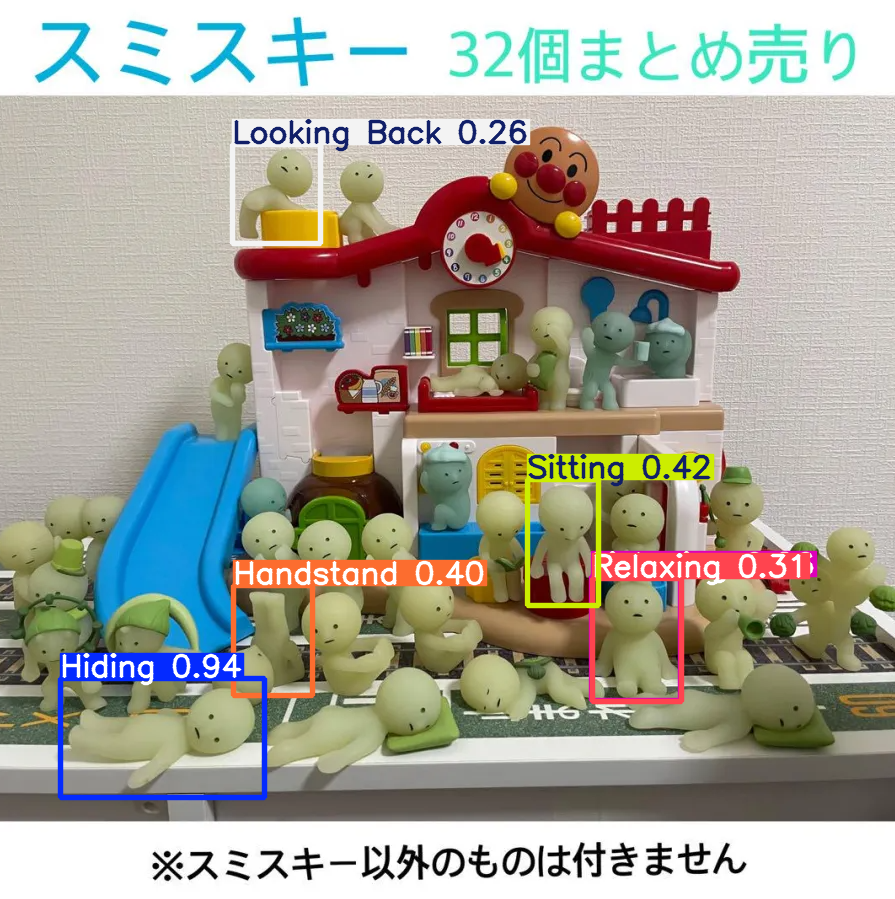 スミスキー 32個まとめ売り
Looking Back 0.26
Sitting 0.42
Handstand 0.40
Relaxing 0.31
Hiding 0.94
※スミスキー以外のものは付きません